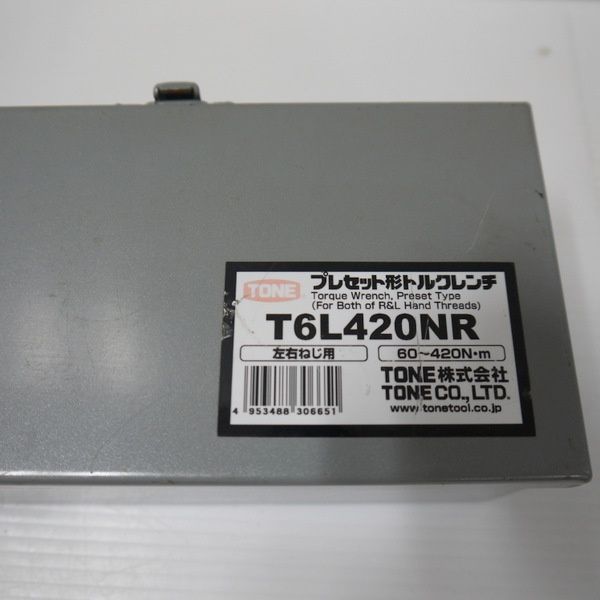 TONE
プレセット形トルクレンチ
Torque Wrench, Preset Type
(For Both of R&L Hand Threads)
T6L420NR
左右ねじ用
60～420N･m
4 953488 306651
TONE株式会社
TONE CO., LTD.
www.tonetool.co.jp